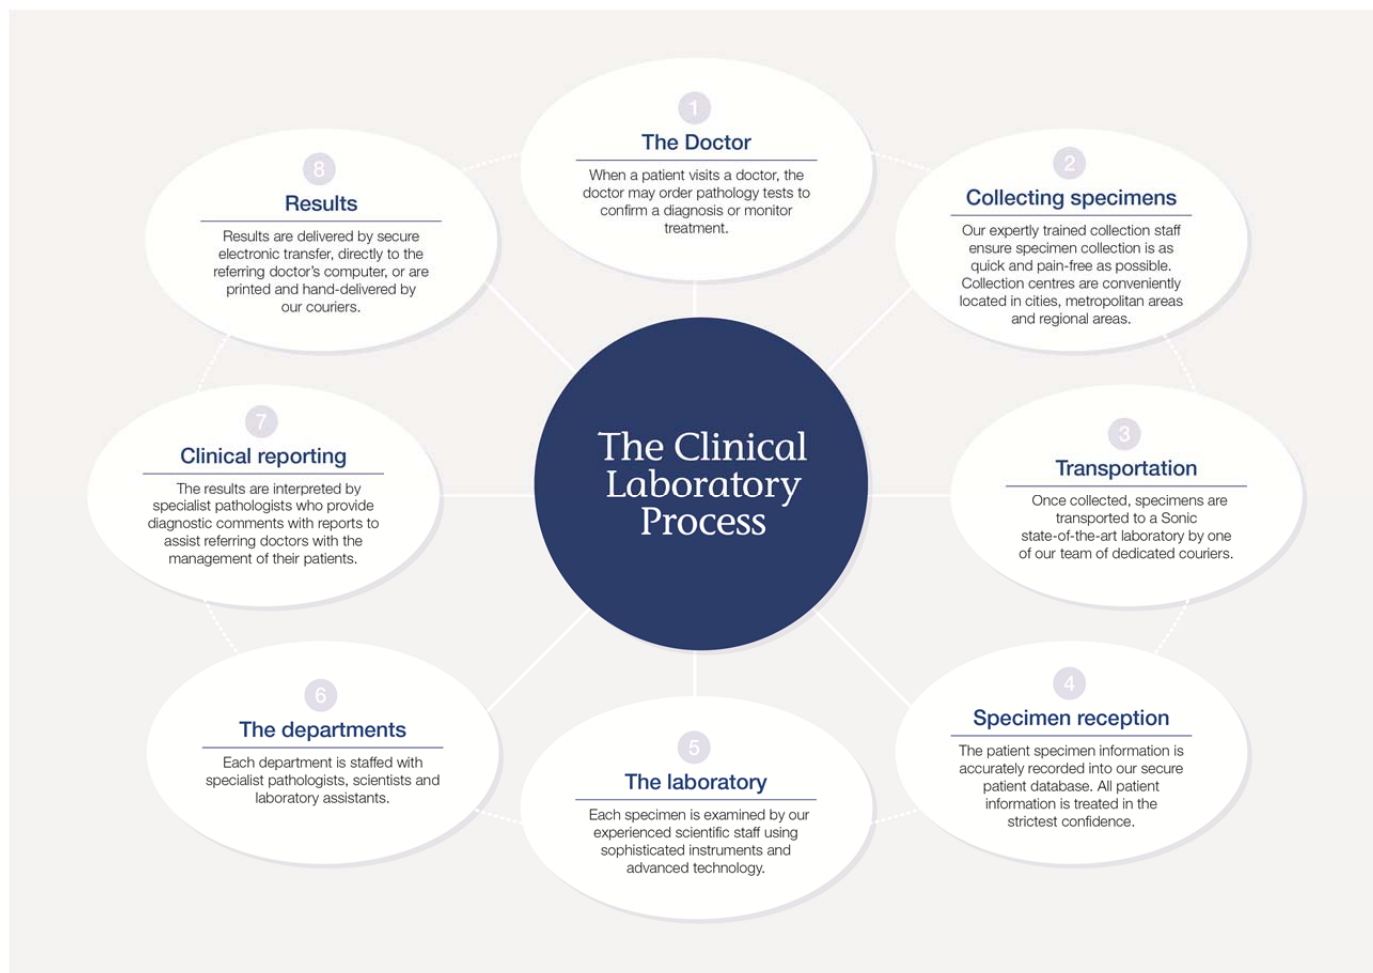 1
The Doctor
When a patient visits a doctor, the
doctor may order pathology tests to
confirm a diagnosis or monitor
treatment.
2
Collecting specimens
Our expertly trained collection staff
ensure specimen collection is as
quick and pain-free as possible.
Collection centres are conveniently
located in cities, metropolitan areas
and regional areas.
3
Transportation
Once collected, specimens are
transported to a Sonic
state-of-the-art laboratory by one
of our team of dedicated couriers.
4
Specimen reception
The patient specimen information is
accurately recorded into our secure
patient database. All patient
information is treated in the
strictest confidence.
5
The laboratory
Each specimen is examined by our
experienced scientific staff using
sophisticated instruments and
advanced technology.
6
The departments
Each department is staffed with
specialist pathologists, scientists and
laboratory assistants.
7
Clinical reporting
The results are interpreted by
specialist pathologists who provide
diagnostic comments with reports to
assist referring doctors with the
management of their patients.
8
Results
Results are delivered by secure
electronic transfer, directly to the
referring doctor's computer, or are
printed and hand-delivered by
our couriers.
The Clinical
Laboratory
Process